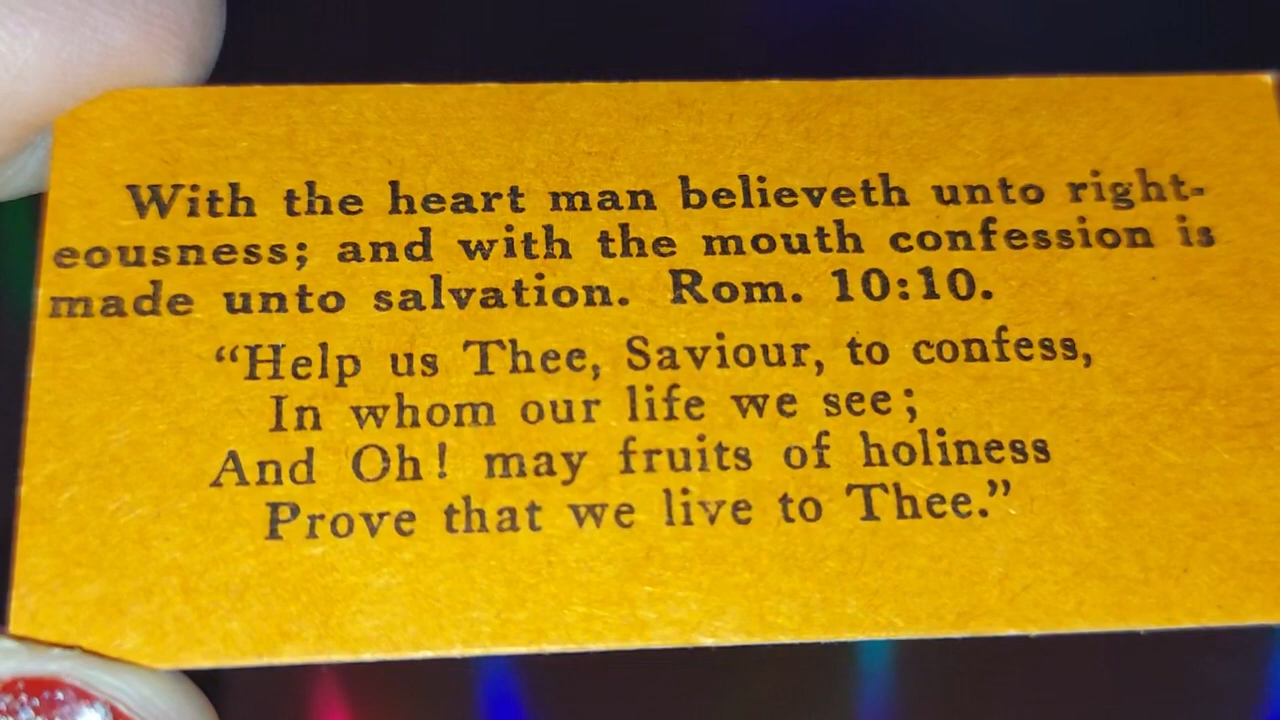 With the heart man believeth unto right-
eousness; and with the mouth confession is
made unto salvation. Rom. 10:10.
“Help us Thee, Saviour, to confess,
In whom our life we see;
And Oh! may fruits of holiness
Prove that we live to Thee.”